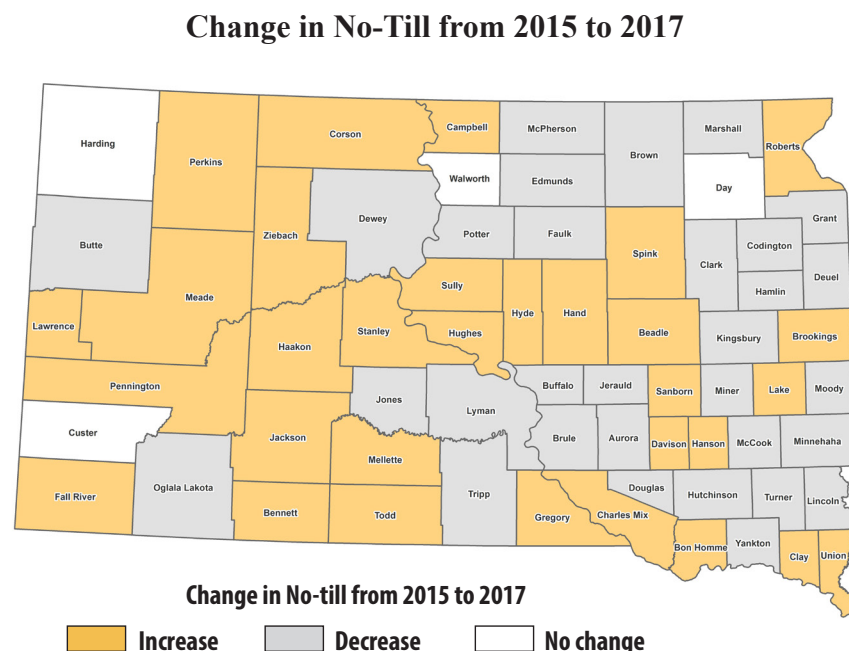 Change in No-Till from 2015 to 2017
Harding
Perkins
Corson
Campbell
McPherson
Brown
Marshall
Roberts
Walworth
Edmunds
Day
Butte
Ziebach
Dewey
Potter
Faulk
Spink
Clark
Codington
Grant
Hamlin
Deuel
Lawrence
Meade
Haakon
Stanley
Sully
Hughes
Hyde
Hand
Beadle
Kingsbury
Brookings
Pennington
Custer
Jackson
Jones
Lyman
Buffalo
Jerauld
Sanborn
Miner
Lake
Moody
Brule
Aurora
Davison
Hanson
McCook
Minnehaha
Fall River
Oglala Lakota
Bennett
Mellette
Todd
Tripp
Gregory
Charles Mix
Douglas
Hutchinson
Turner
Lincoln
Bon Homme
Yankton
Clay
Union
Change in No-till from 2015 to 2017
Increase
Decrease
No change